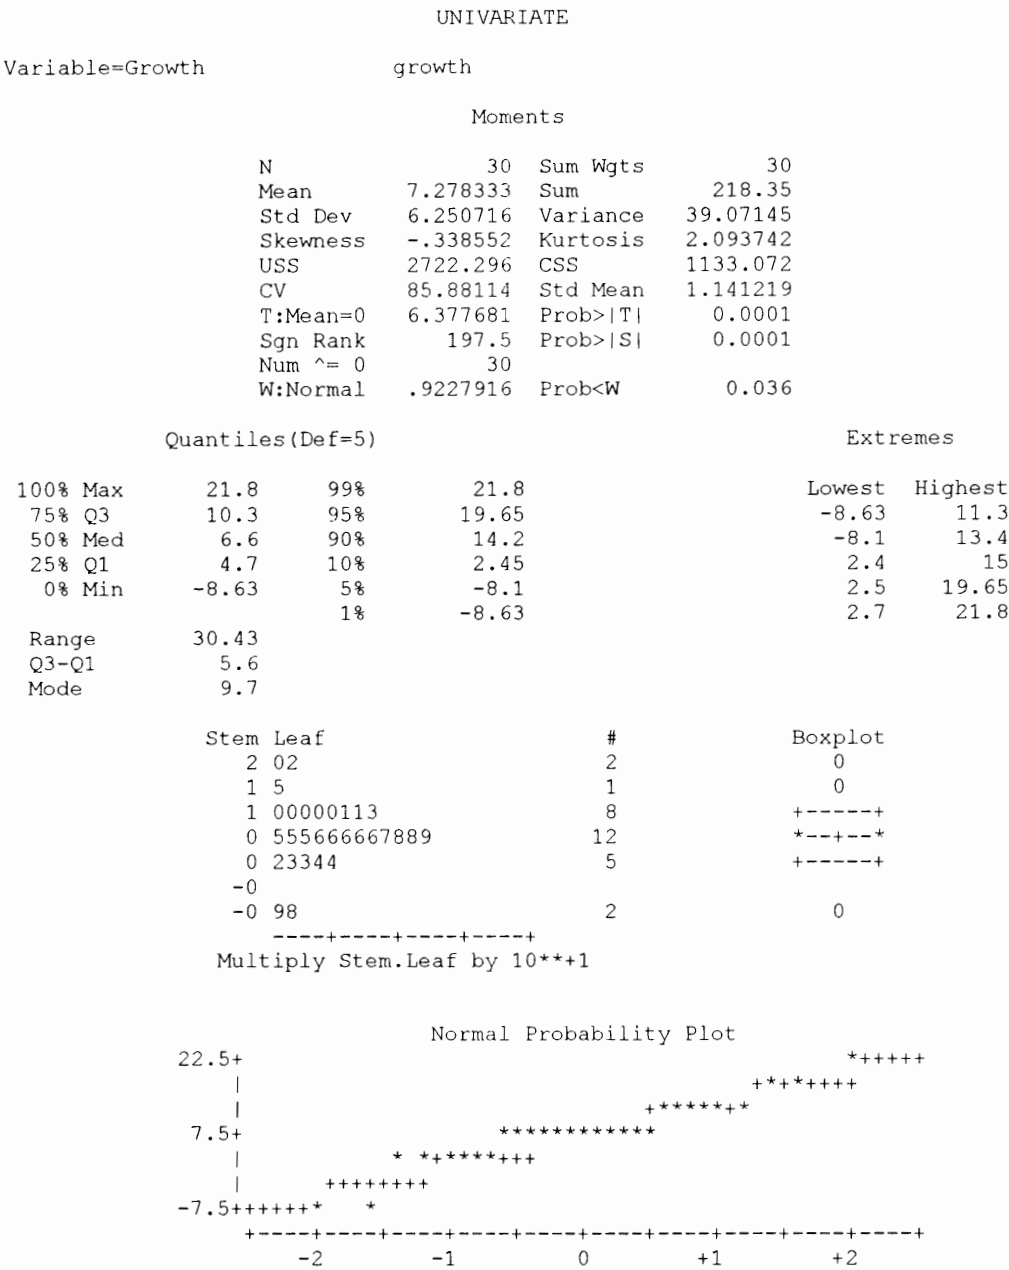 UNIVARIATE
Variable=Growth growth
Moments
N 30 Sum Wgts 30
Mean 7.278333 Sum 218.35
Std Dev 6.250716 Variance 39.07145
Skewness -.338552 Kurtosis 2.093742
USS 2722.296 CSS 1133.072
CV 85.88114 Std Mean 1.141219
T:Mean=0 6.377681 Prob>|T| 0.0001
Sgn Rank 197.5 Prob>|S| 0.0001
Num ^= 0 30
W:Normal .9227916 Prob<W 0.036
Quantiles(Def=5) Extremes
100% Max 21.8 99% 21.8 Lowest Highest
75% Q3 10.3 95% 19.65 -8.63 11.3
50% Med 6.6 90% 14.2 -8.1 13.4
25% Q1 4.7 10% 2.45 2.4 15
0% Min -8.63 5% -8.1 2.5 19.65
1% -8.63 2.7 21.8
Range 30.43
Q3-Q1 5.6
Mode 9.7
Stem Leaf # Boxplot
2 02 2 0
1 5 1 0
1 00000113 8 +-----+
0 555666667889 12 *--+--*
0 23344 5 +-----+
-0
-0 98 2 0
----+----+----+----+
Multiply Stem.Leaf by 10**+1
Normal Probability Plot
22.5+ *+++++
| +*+*++++
| +*****+*
7.5+ ************
| * *+****+++
| ++++++++
-7.5++++++* *
+----+----+----+----+----+----+----+----+----+----+
-2 -1 0 +1 +2